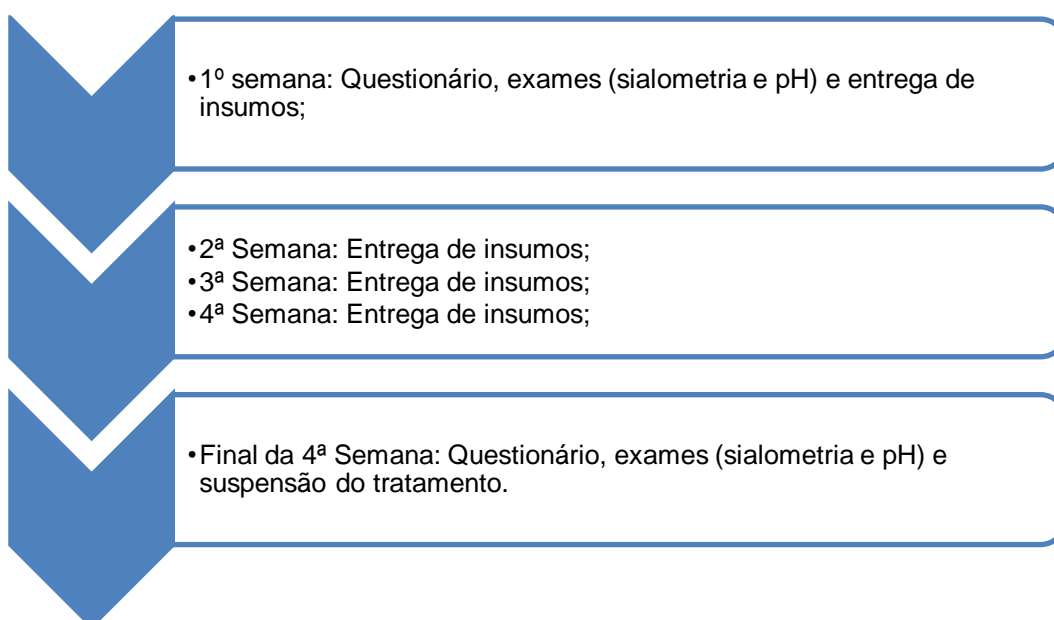 •1º semana: Questionário, exames (sialometria e pH) e entrega de
insumos;
•2ª Semana: Entrega de insumos;
•3ª Semana: Entrega de insumos;
•4ª Semana: Entrega de insumos;
•Final da 4ª Semana: Questionário, exames (sialometria e pH) e
suspensão do tratamento.